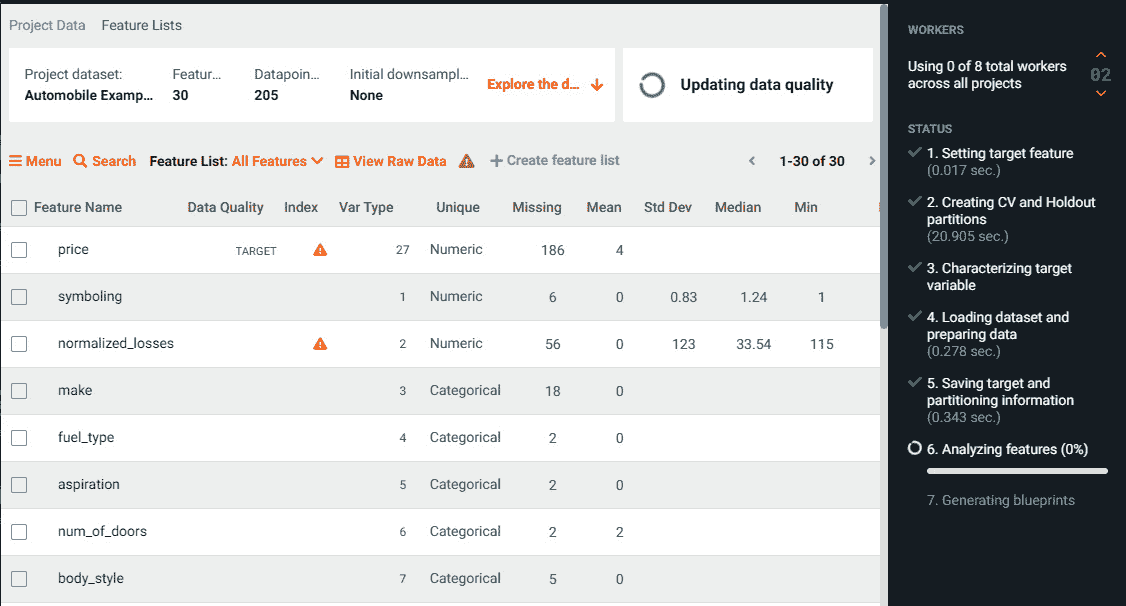 Project Data Feature Lists
Project dataset: Featur... Datapoin... Initial downsampl...
Automobile Examp... 30 205 None
Explore the d...
Updating data quality
Menu Search Feature List: All Features View Raw Data + Create feature list < 1-30 of 30 >
Feature Name Data Quality Index Var Type Unique Missing Mean Std Dev Median Min
price TARGET 27 Numeric 186 4
symboling 1 Numeric 6 0 0.83 1.24 1
normalized_losses 2 Numeric 56 0 123 33.54 115
make 3 Categorical 18 0
fuel_type 4 Categorical 2 0
aspiration 5 Categorical 2 0
num_of_doors 6 Categorical 2 2
body_style 7 Categorical 5 0
WORKERS
Using 0 of 8 total workers
across all projects
02
STATUS
1. Setting target feature
(0.017 sec.)
2. Creating CV and Holdout
partitions
(20.905 sec.)
3. Characterizing target
variable
4. Loading dataset and
preparing data
(0.278 sec.)
5. Saving target and
partitioning information
(0.343 sec.)
6. Analyzing features (0%)
7. Generating blueprints